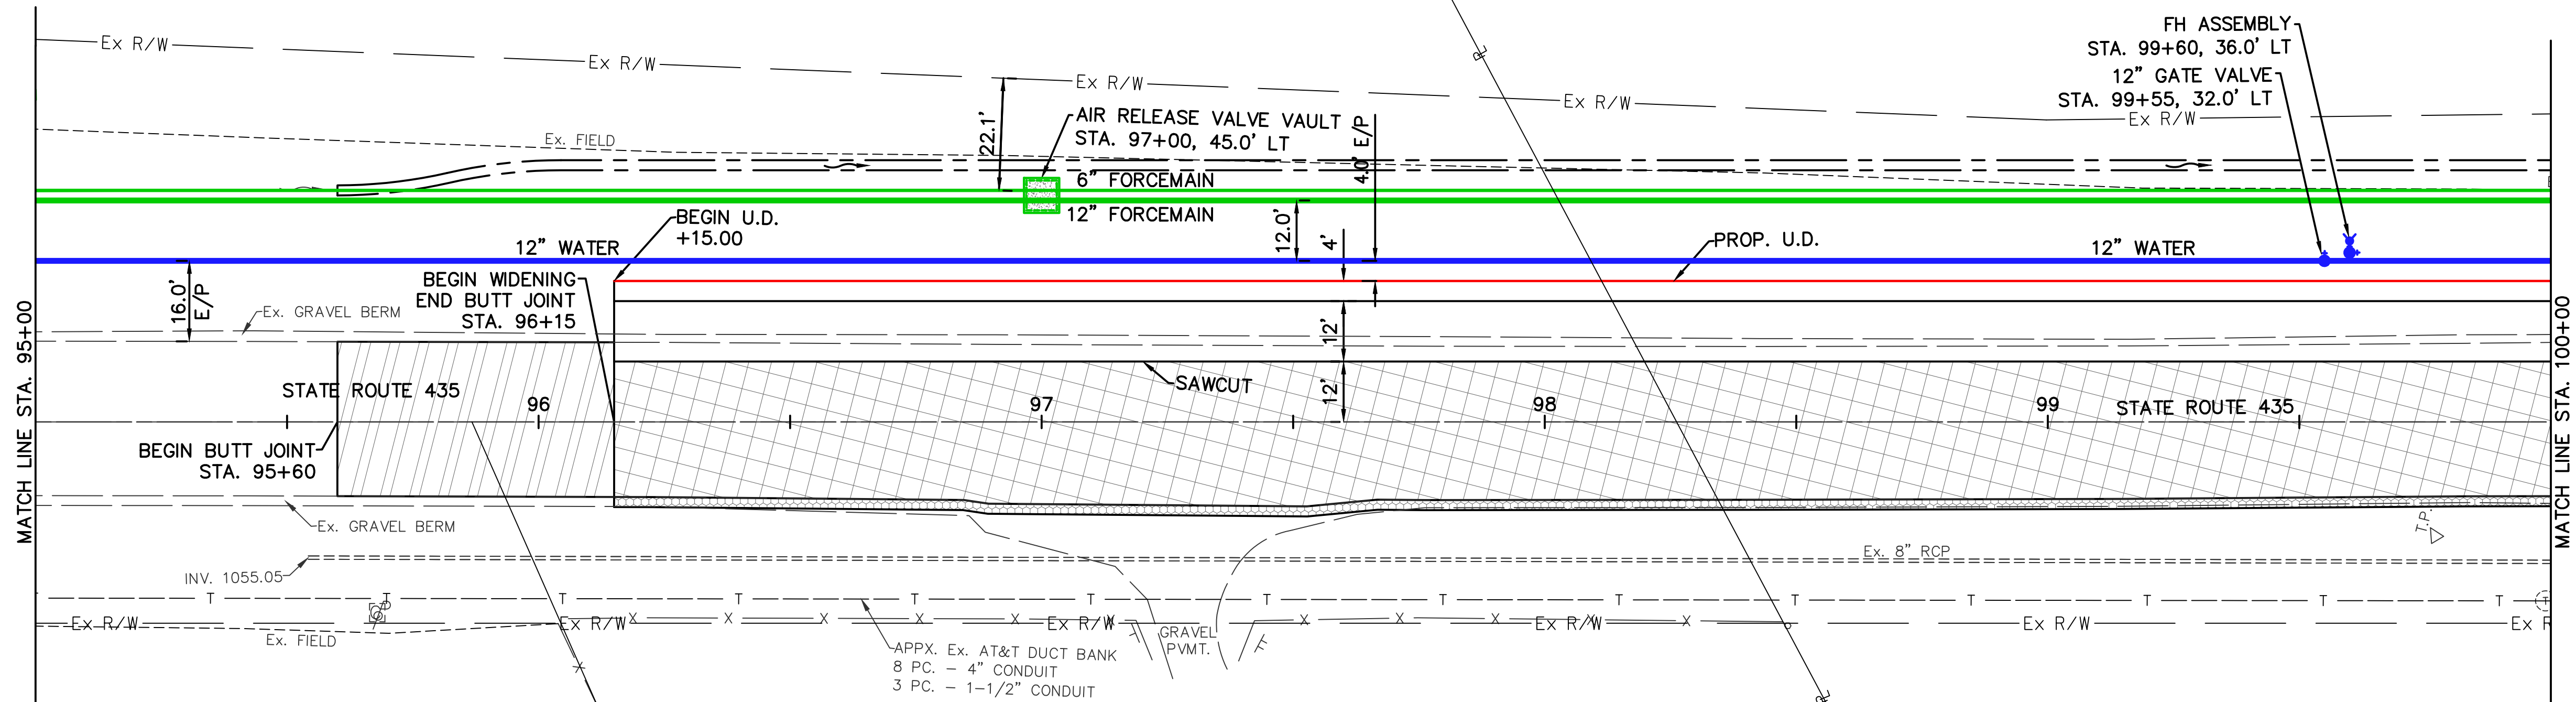 Ex R/W
Ex R/W
Ex R/W
Ex R/W
Ex R/W
PL
FH ASSEMBLY
STA. 99+60, 36.0' LT
12" GATE VALVE
STA. 99+55, 32.0' LT
Ex. FIELD
22.1'
AIR RELEASE VALVE VAULT
STA. 97+00, 45.0' LT
4.0' E/P
6" FORCEMAIN
12" FORCEMAIN
BEGIN U.D.
+15.00
12.0'
4'
PROP. U.D.
12" WATER
12" WATER
16.0'
E/P
BEGIN WIDENING
END BUTT JOINT
STA. 96+15
Ex. GRAVEL BERM
12'
MATCH LINE STA. 95+00
MATCH LINE STA. 100+00
STATE ROUTE 435
SAWCUT
12'
96
97
98
99
STATE ROUTE 435
BEGIN BUTT JOINT
STA. 95+60
Ex. GRAVEL BERM
T.P.
Ex. 8" RCP
INV. 1055.05
T T T T T T T T T T T T T T T
Ex R/W
Ex R/W
Ex R/W
Ex R/W
Ex R/W
Ex R
X X X X X X X X X X X X
Ex. FIELD
GRAVEL
PVMT.
APPX. Ex. AT&T DUCT BANK
8 PC. - 4" CONDUIT
3 PC. - 1-1/2" CONDUIT
PL